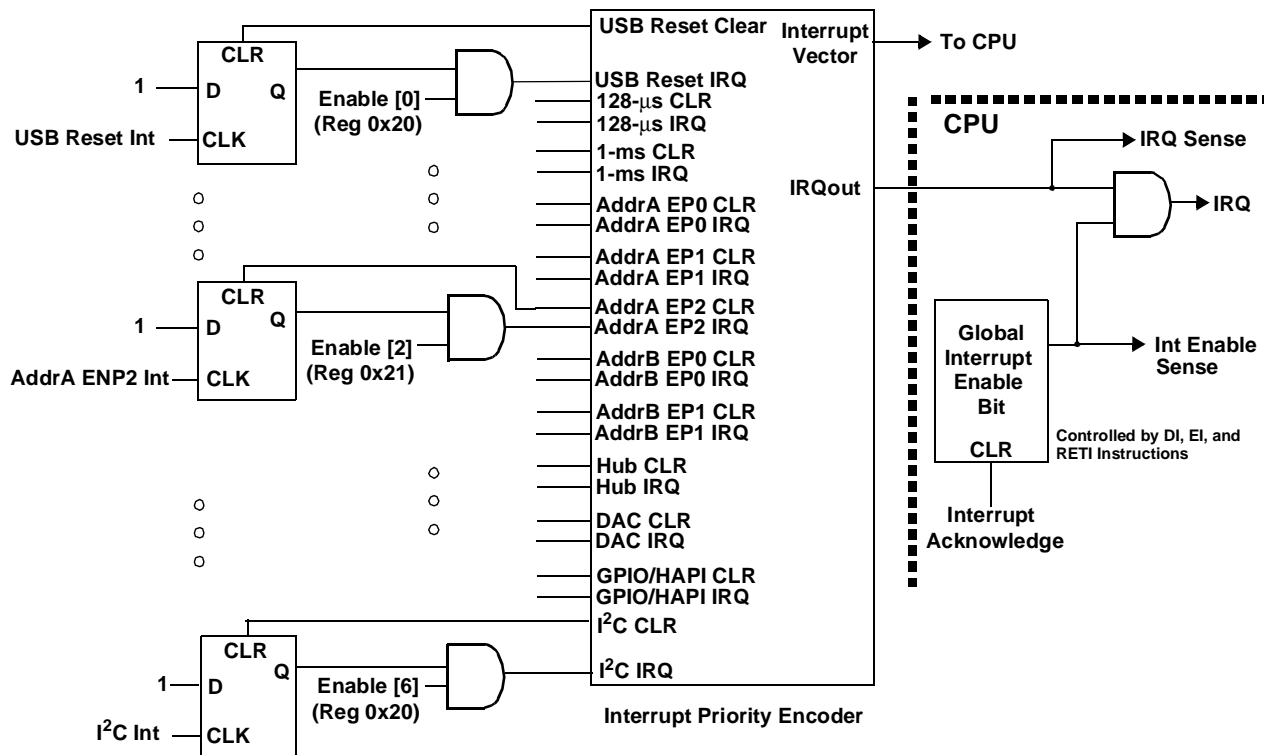 CLR
1
D
Q
USB Reset Int
CLK
Enable [0]
(Reg 0x20)
CLR
1
D
Q
AddrA ENP2 Int
CLK
Enable [2]
(Reg 0x21)
CLR
1
D
Q
I²C Int
CLK
Enable [6]
(Reg 0x20)
USB Reset Clear
USB Reset IRQ
128-μs CLR
128-μs IRQ
1-ms CLR
1-ms IRQ
AddrA EP0 CLR
AddrA EP0 IRQ
AddrA EP1 CLR
AddrA EP1 IRQ
AddrA EP2 CLR
AddrA EP2 IRQ
AddrB EP0 CLR
AddrB EP0 IRQ
AddrB EP1 CLR
AddrB EP1 IRQ
Hub CLR
Hub IRQ
DAC CLR
DAC IRQ
GPIO/HAPI CLR
GPIO/HAPI IRQ
I²C CLR
I²C IRQ
Interrupt
Vector
IRQout
Interrupt Priority Encoder
To CPU
CPU
IRQ Sense
IRQ
Global
Interrupt
Enable
Bit
CLR
Int Enable
Sense
Controlled by DI, EI, and
RETI Instructions
Interrupt
Acknowledge